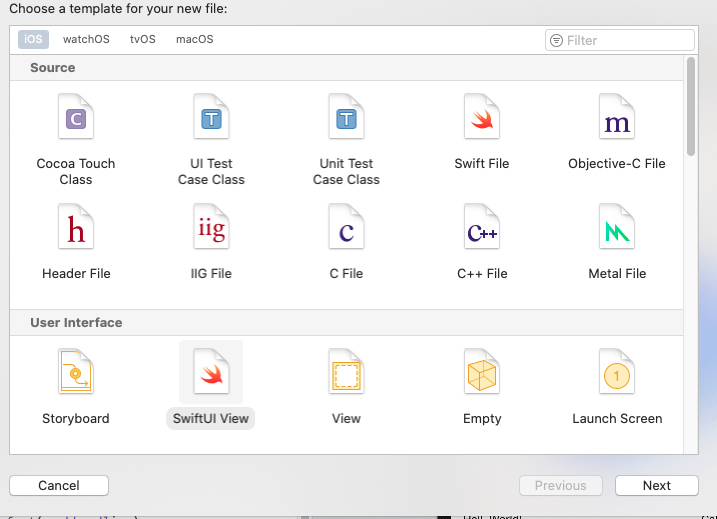 Choose a template for your new file:
iOS watchOS tvOS macOS Filter
Source
C T T m
Cocoa Touch Class
UI Test Case Class
Unit Test Case Class
Swift File
Objective-C File
h iig c C++
Header File
IIG File
C File
C++ File
Metal File
User Interface
1
Storyboard
SwiftUI View
View
Empty
Launch Screen
Cancel Previous Next